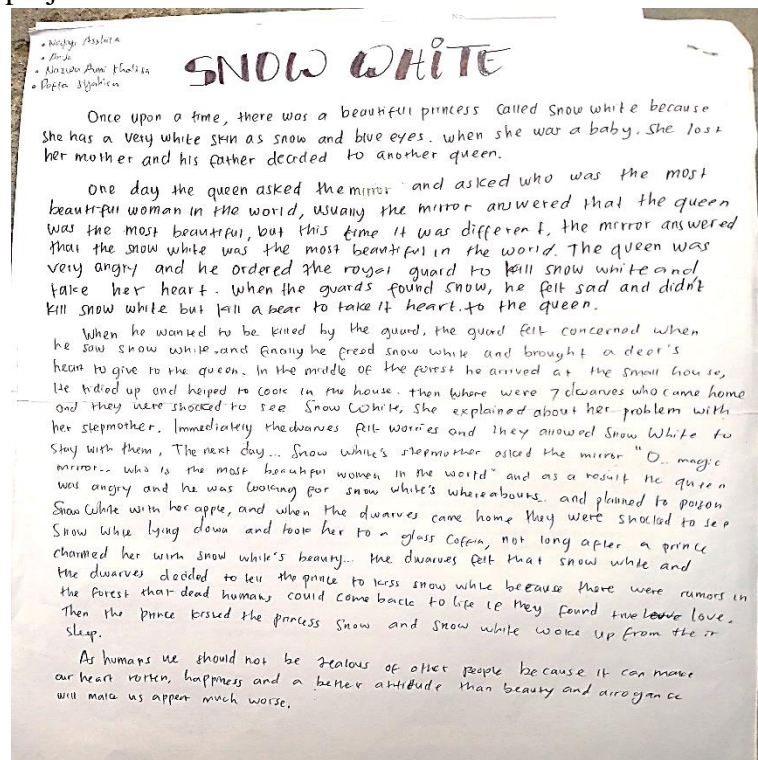 SNOW WHITE
Once upon a time, there was a beautiful princess called Snow white because
she has a very white skin as snow and blue eyes. when she was a baby. she lost
her mother and his father decided to another queen.
One day the queen asked the mirror and asked who was the most
beautiful woman in the world, usually the mirror answered that the queen
was the most beautiful, but this time it was different, the mirror answered
that the snow white was the most beautiful in the world. The queen was
very angry and he ordered the royal guard to kill snow white and
take her heart. when the guards found snow, he felt sad and didn't
kill snow white but kill a bear to take it heart. to the queen.
When he wanted to be killed by the guard, the guad felt concerned when
he saw snow white. and finally he freed snow white and brought a deer's
heart to give to the queen. In the middle of the forest he arrived at the small house,
He tidied up and helped to cook in the house. then where were 7 dwarves who came home
and they were shocked to see Snow White, she explained about her problem with
her stepmother. Immediately the dwarves felt worries and they allowed Snow White to
stay with them, The next day... Snow white's stepmother asked the mirror "O.. magic
mirror.. who is the most beautiful women in the world" and as a result the queen
was angry and he was looking for snow white's whereabours.. and planned to poison
Snow White with her apple, and when the dwarves came home they were shocked to see
Snow White lying down and took her to a glass coffin, not long after a prince
charmed her with snow white's beauty... the dwarves felt that snow white and
the dwarves decided to tell the prince to kiss snow white because there were rumors in
the forest that dead humans could come back to life if they found true love.
Then the prince kissed the princess Snow and snow white woke up from the ir
sleep.
As humans we should not be jealous of other people because it can make
our heart rotten, happiness and a better attitude than beauty and arrogance
will make us appear much worse.